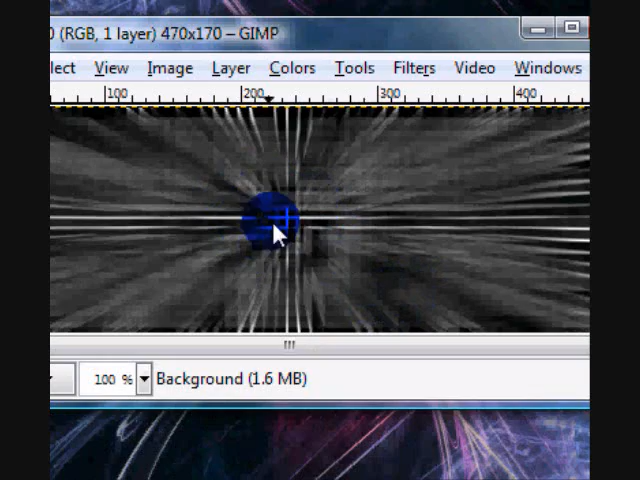 0 (RGB, 1 layer) 470x170 – GIMP
lect View Image Layer Colors Tools Filters Video Windows
100 200 300 400
100 % Background (1.6 MB)